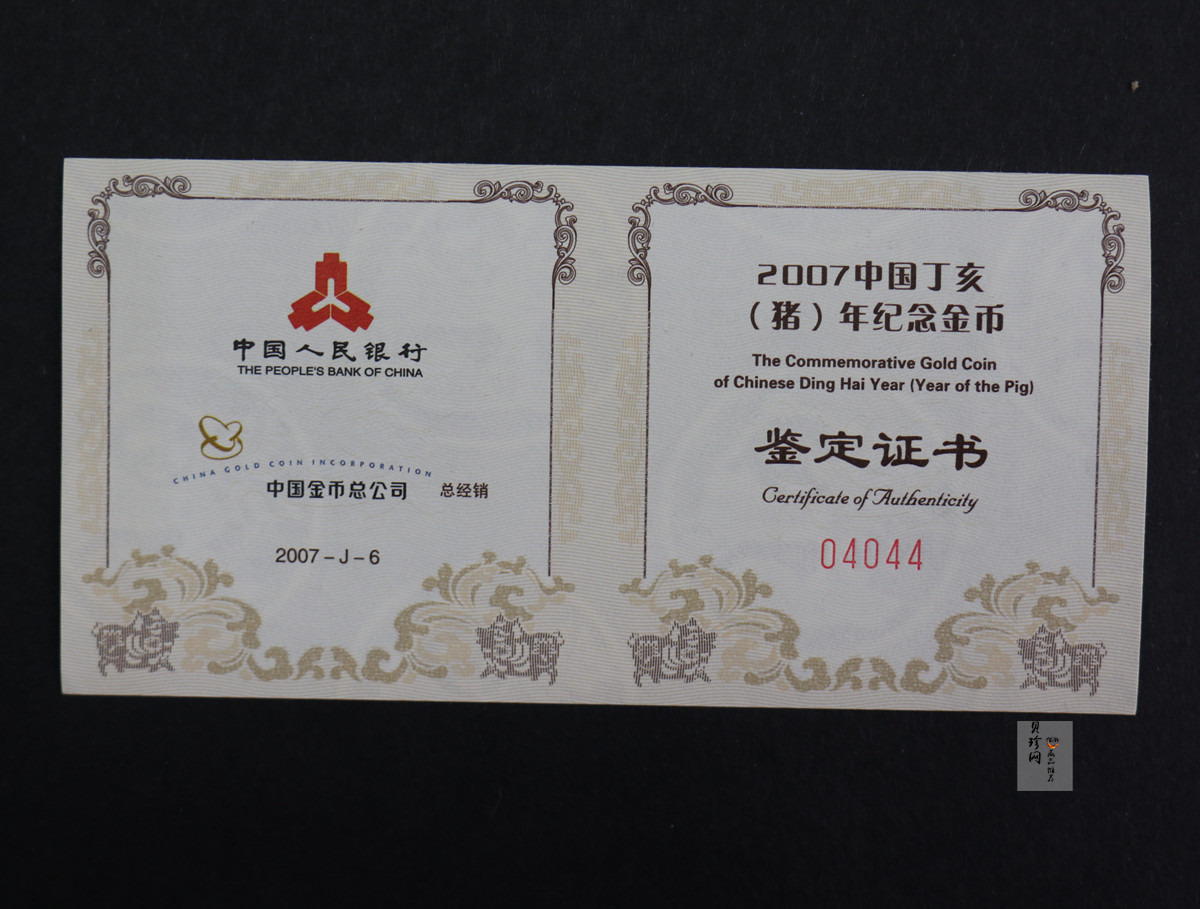 中国人民银行
THE PEOPLE'S BANK OF CHINA
CHINA GOLD COIN INCORPORATION
中国金币总公司 总经销
2007-J-6
2007中国丁亥
(猪)年纪念金币
The Commemorative Gold Coin
of Chinese Ding Hai Year (Year of the Pig)
鉴定证书
Certificate of Authenticity
04044
贝珍网